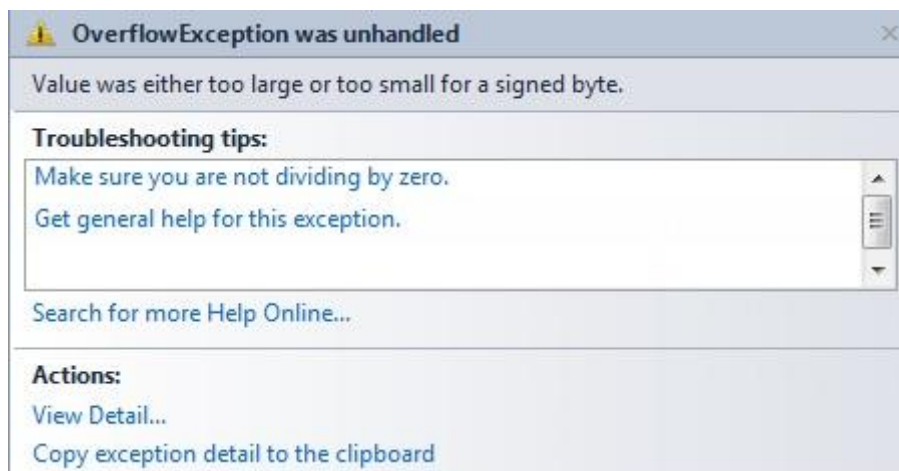 OverflowException was unhandled
Value was either too large or too small for a signed byte.
Troubleshooting tips:
Make sure you are not dividing by zero.
Get general help for this exception.
Search for more Help Online...
Actions:
View Detail...
Copy exception detail to the clipboard